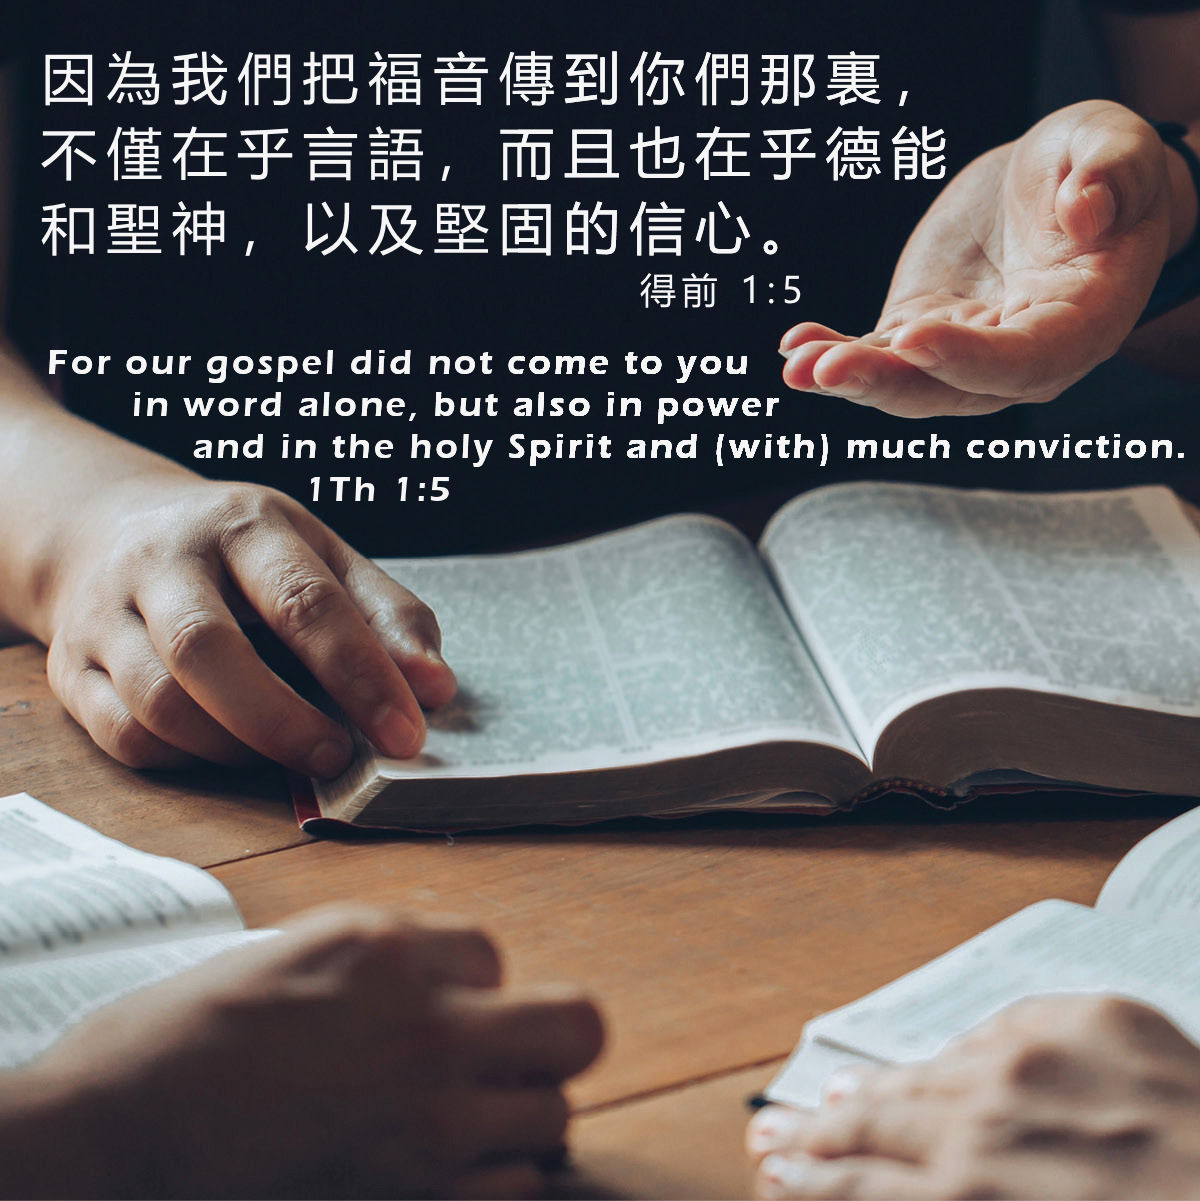 因為我們把福音傳到你們那裏，
不僅在乎言語，而且也在乎德能
和聖神，以及堅固的信心。
得前 1:5
For our gospel did not come to you
in word alone, but also in power
and in the holy Spirit and (with) much conviction.
1Th 1:5